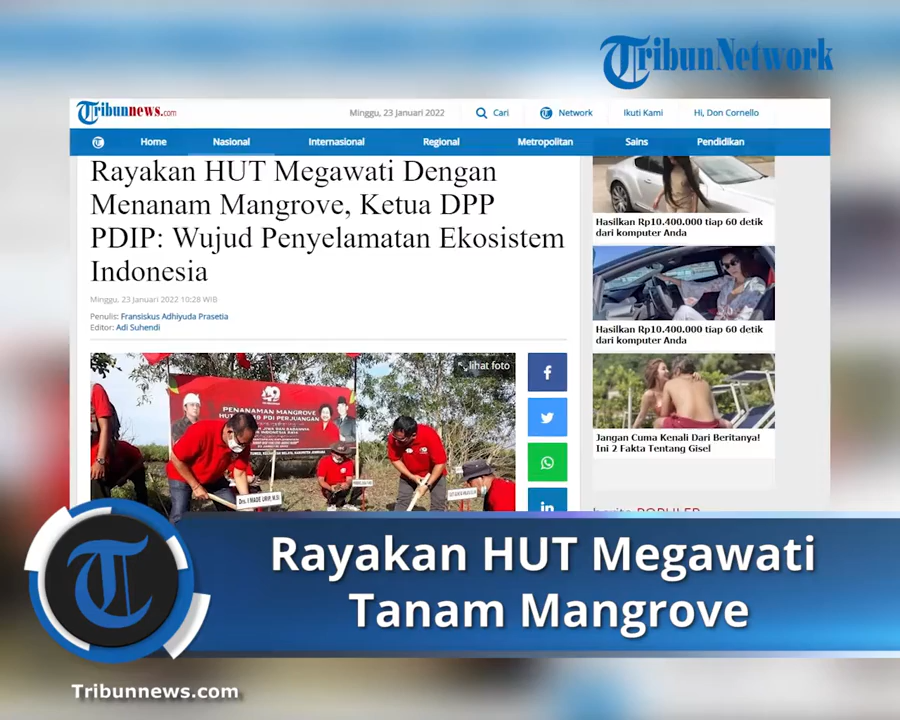 TribunNetwork
Tribunnews.com
Minggu, 23 Januari 2022
Cari
Network
Ikuti Kami
Hi, Don Cornello
Home
Nasional
Internasional
Regional
Metropolitan
Sains
Pendidikan
Rayakan HUT Megawati Dengan
Menanam Mangrove, Ketua DPP
PDIP: Wujud Penyelamatan Ekosistem
Indonesia
Minggu, 23 Januari 2022 10:28 WIB
Penulis: Fransiskus Adhiyuda Prasetia
Editor: Adi Suhendi
lihat foto
PENANAMAN MANGROVE
Hasilkan Rp10.400.000 tiap 60 detik
dari komputer Anda
Hasilkan Rp10.400.000 tiap 60 detik
dari komputer Anda
Jangan Cuma Kenali Dari Beritanya!
Ini 2 Fakta Tentang Gisel
Rayakan HUT Megawati
Tanam Mangrove
Tribunnews.com